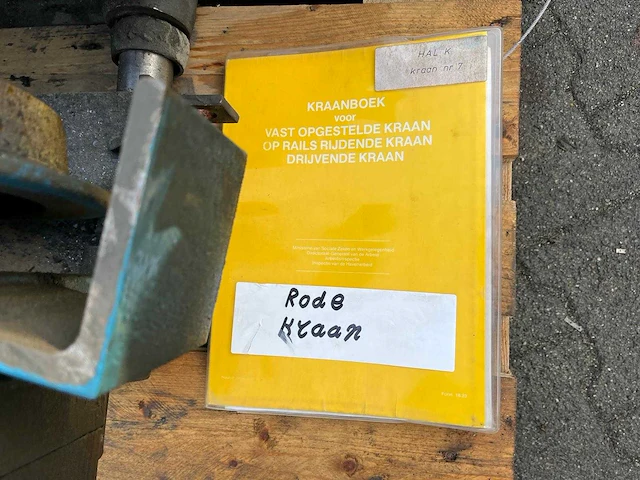 HAL K
kraan nr 7
KRAANBOEK
voor
VAST OPGESTELDE KRAAN
OP RAILS RIJDENDE KRAAN
DRIJVENDE KRAAN
Rode
Kraan